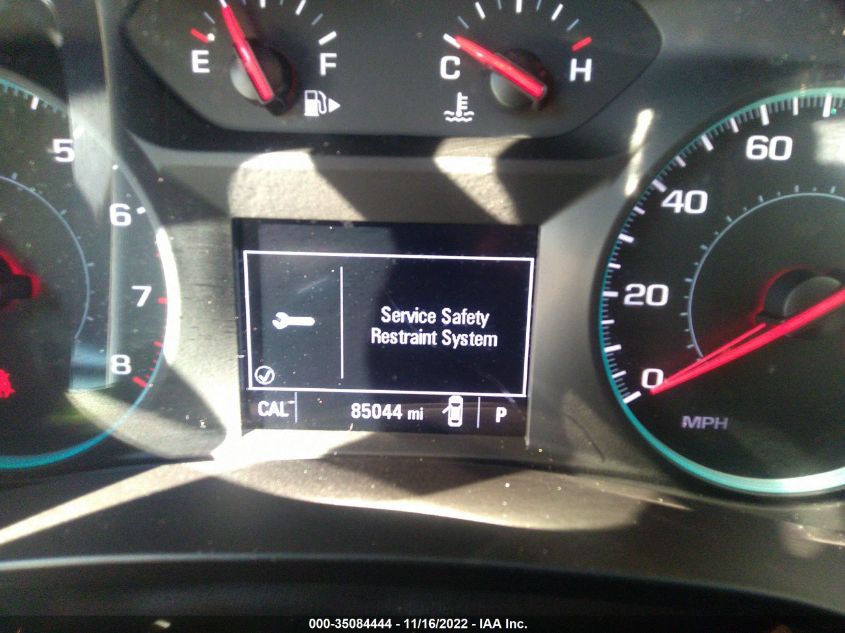 E F
C H
5
6
7
8
60
40
20
0
MPH
Service Safety
Restraint System
CAL 85044 mi P
000-35084444 - 11/16/2022 - IAA Inc.